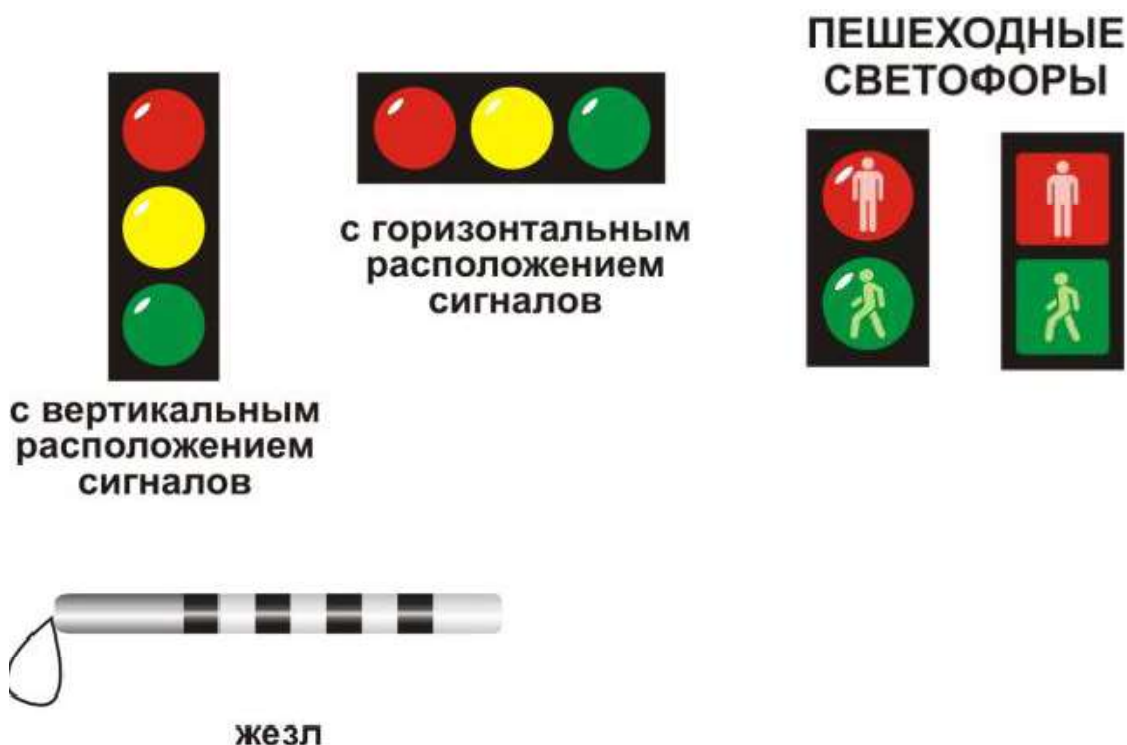 ПЕШЕХОДНЫЕ
СВЕТОФОРЫ
с горизонтальным
расположением
сигналов
с вертикальным
расположением
сигналов
жезл